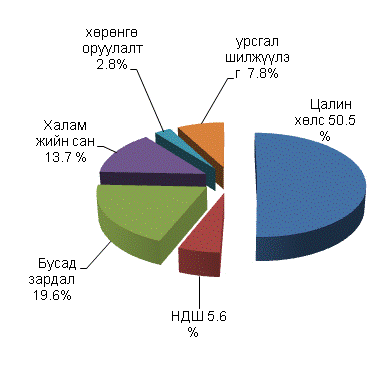 хөрөнгө
оруулалт
2.8%
урсгал
шилжүүлэ
г 7.8%
Цалин
хөлс 50.5
%
Халам
жийн сан
13.7 %
Бусад
зардал
19.6%
НДШ 5.6
%